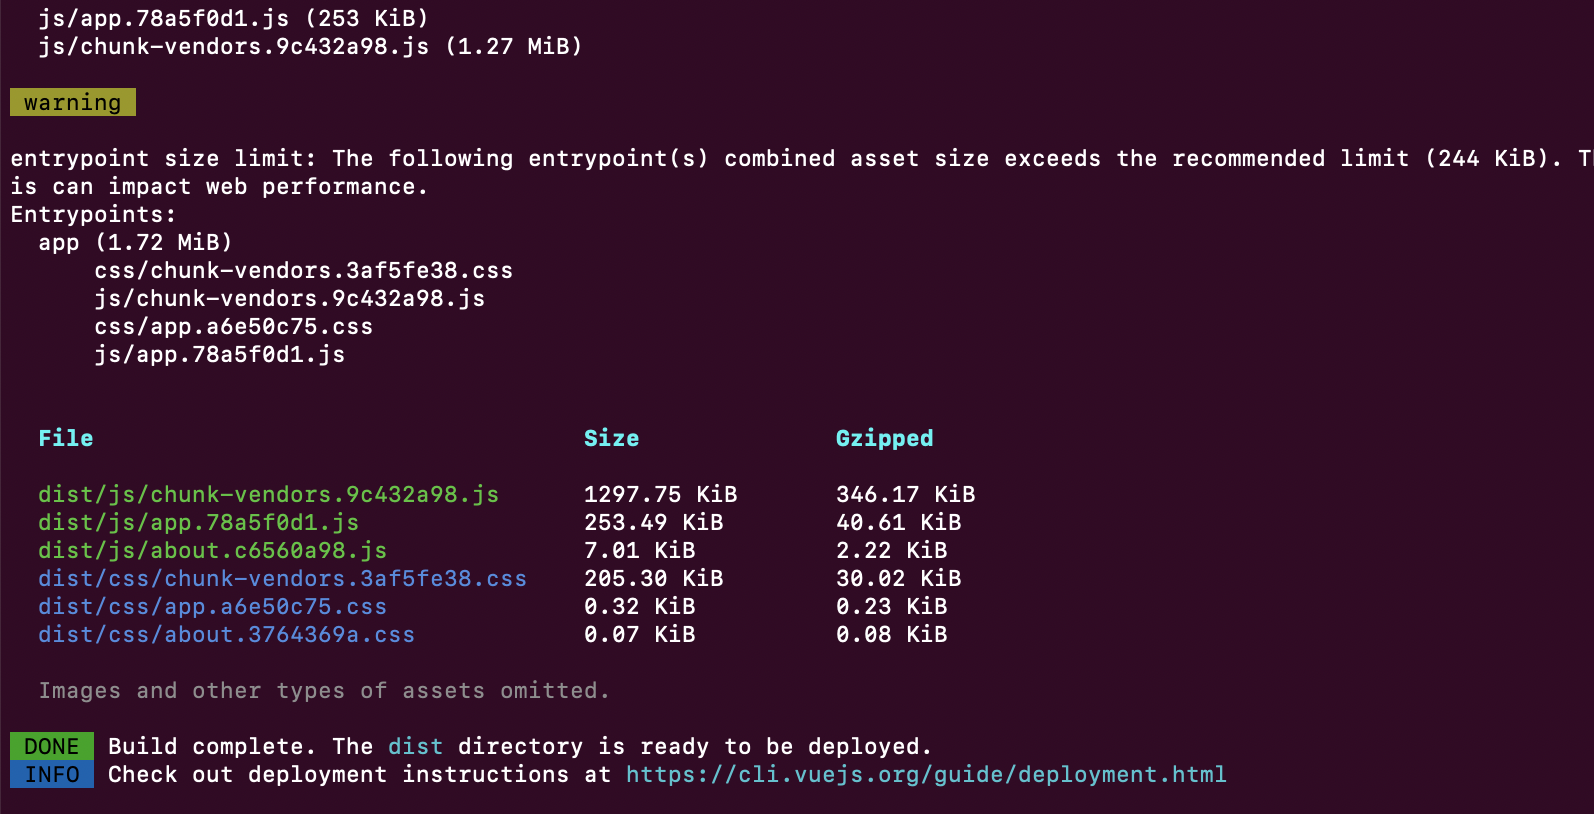 js/app.78a5f0d1.js (253 KiB)
js/chunk-vendors.9c432a98.js (1.27 MiB)
warning
entrypoint size limit: The following entrypoint(s) combined asset size exceeds the recommended limit (244 KiB). Th
is can impact web performance.
Entrypoints:
app (1.72 MiB)
css/chunk-vendors.3af5fe38.css
js/chunk-vendors.9c432a98.js
css/app.a6e50c75.css
js/app.78a5f0d1.js
File Size Gzipped
dist/js/chunk-vendors.9c432a98.js 1297.75 KiB 346.17 KiB
dist/js/app.78a5f0d1.js 253.49 KiB 40.61 KiB
dist/js/about.c6560a98.js 7.01 KiB 2.22 KiB
dist/css/chunk-vendors.3af5fe38.css 205.30 KiB 30.02 KiB
dist/css/app.a6e50c75.css 0.32 KiB 0.23 KiB
dist/css/about.3764369a.css 0.07 KiB 0.08 KiB
Images and other types of assets omitted.
DONE Build complete. The dist directory is ready to be deployed.
INFO Check out deployment instructions at https://cli.vuejs.org/guide/deployment.html